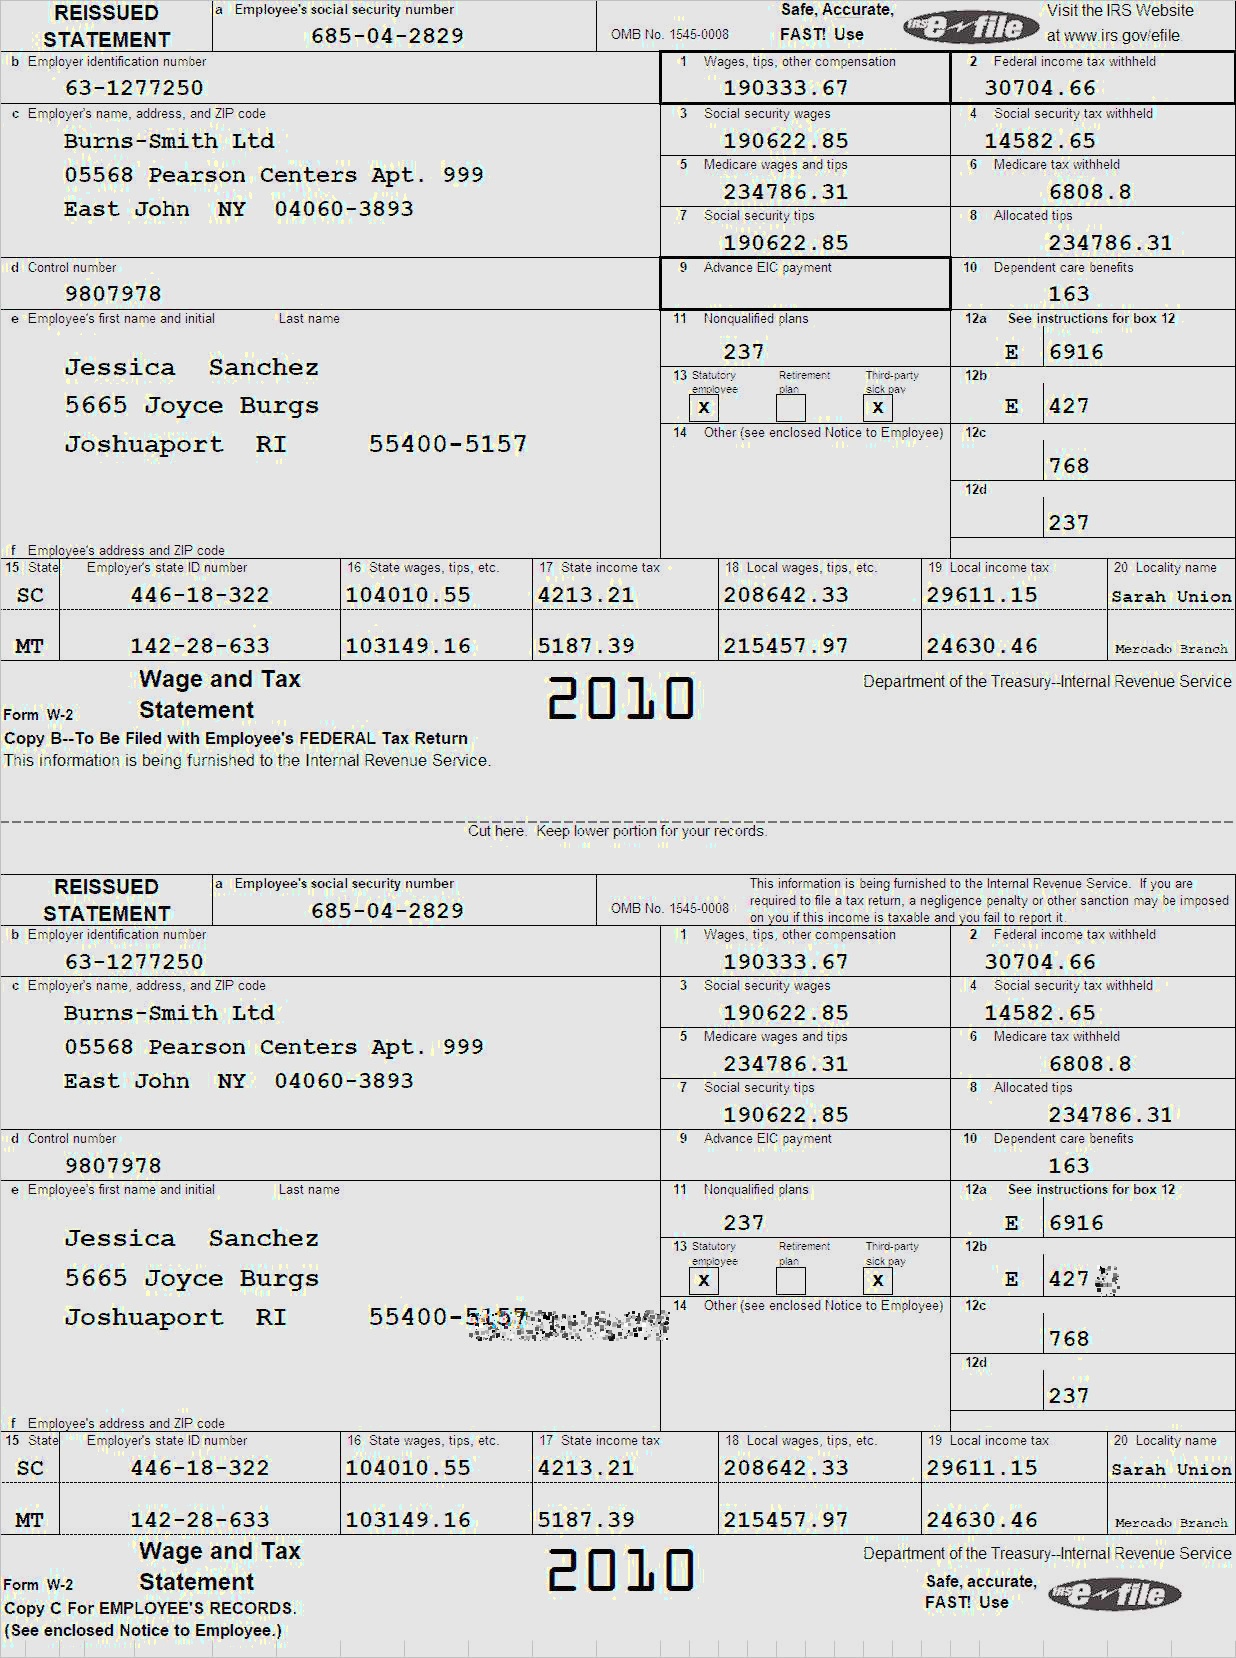 REISSUED STATEMENT a Employee's social security number 685-04-2829 OMB No. 1545-0008 Safe, Accurate, FAST! Use IRS e-file Visit the IRS Website at www.irs.gov/efile
b Employer identification number 1 Wages, tips, other compensation 2 Federal income tax withheld
63-1277250 190333.67 30704.66
c Employer's name, address, and ZIP code 3 Social security wages 4 Social security tax withheld
Burns-Smith Ltd 190622.85 14582.65
5 Medicare wages and tips 6 Medicare tax withheld
05568 Pearson Centers Apt. 999 234786.31 6808.8
East John NY 04060-3893 7 Social security tips 8 Allocated tips
190622.85 234786.31
d Control number 9 Advance EIC payment 10 Dependent care benefits
9807978 163
e Employee's first name and initial Last name 11 Nonqualified plans 12a See instructions for box 12
Jessica Sanchez 237 E 6916
13 Statutory employee Retirement plan Third-party sick pay 12b
5665 Joyce Burgs X X E 427
Joshuaport RI 55400-5157 14 Other (see enclosed Notice to Employee) 12c
768
12d
237
f Employee's address and ZIP code
15 State Employer's state ID number 16 State wages, tips, etc. 17 State income tax 18 Local wages, tips, etc. 19 Local income tax 20 Locality name
SC 446-18-322 104010.55 4213.21 208642.33 29611.15 Sarah Union
MT 142-28-633 103149.16 5187.39 215457.97 24630.46 Mercado Branch
Form W-2 Wage and Tax Statement 2010 Department of the Treasury--Internal Revenue Service
Copy B--To Be Filed with Employee's FEDERAL Tax Return
This information is being furnished to the Internal Revenue Service.
Cut here. Keep lower portion for your records.
REISSUED STATEMENT a Employee's social security number 685-04-2829 OMB No. 1545-0008 This information is being furnished to the Internal Revenue Service. If you are required to file a tax return, a negligence penalty or other sanction may be imposed on you if this income is taxable and you fail to report it.
b Employer identification number 1 Wages, tips, other compensation 2 Federal income tax withheld
63-1277250 190333.67 30704.66
c Employer's name, address, and ZIP code 3 Social security wages 4 Social security tax withheld
Burns-Smith Ltd 190622.85 14582.65
5 Medicare wages and tips 6 Medicare tax withheld
05568 Pearson Centers Apt. 999 234786.31 6808.8
East John NY 04060-3893 7 Social security tips 8 Allocated tips
190622.85 234786.31
d Control number 9 Advance EIC payment 10 Dependent care benefits
9807978 163
e Employee's first name and initial Last name 11 Nonqualified plans 12a See instructions for box 12
Jessica Sanchez 237 E 6916
13 Statutory employee Retirement plan Third-party sick pay 12b
5665 Joyce Burgs X X E 427
Joshuaport RI 55400-5157 14 Other (see enclosed Notice to Employee) 12c
768
12d
237
f Employee's address and ZIP code
15 State Employer's state ID number 16 State wages, tips, etc. 17 State income tax 18 Local wages, tips, etc. 19 Local income tax 20 Locality name
SC 446-18-322 104010.55 4213.21 208642.33 29611.15 Sarah Union
MT 142-28-633 103149.16 5187.39 215457.97 24630.46 Mercado Branch
Form W-2 Wage and Tax Statement 2010 Department of the Treasury--Internal Revenue Service
Safe, accurate, FAST! Use IRS e-file
Copy C For EMPLOYEE'S RECORDS.
(See enclosed Notice to Employee.)